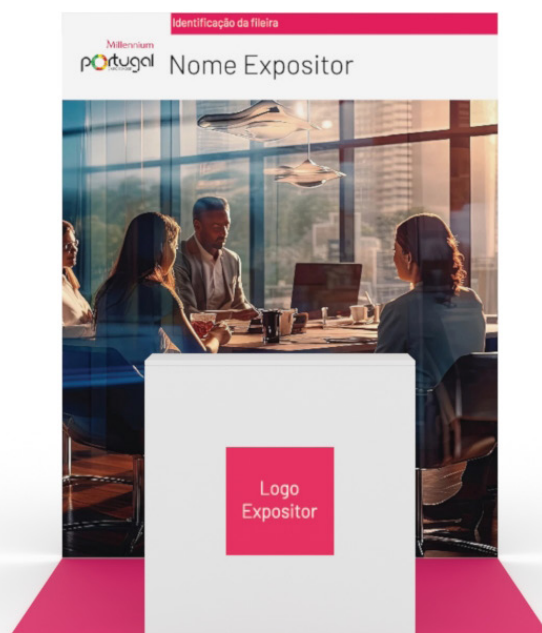 Identificação da fileira
Millennium
portugal
Nome Expositor
Logo
Expositor